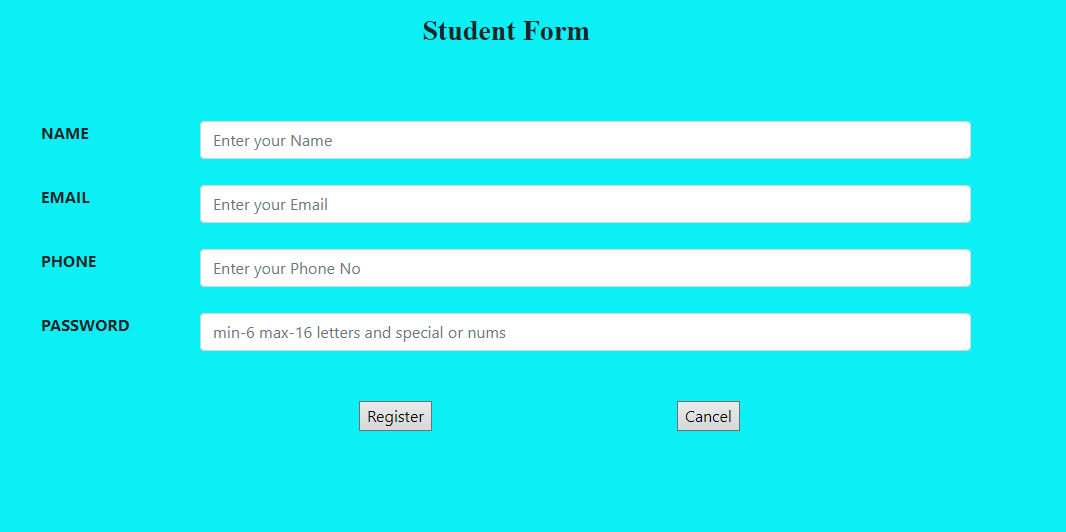 Student Form
NAME
Enter your Name
EMAIL
Enter your Email
PHONE
Enter your Phone No
PASSWORD
min-6 max-16 letters and special or nums
Register
Cancel